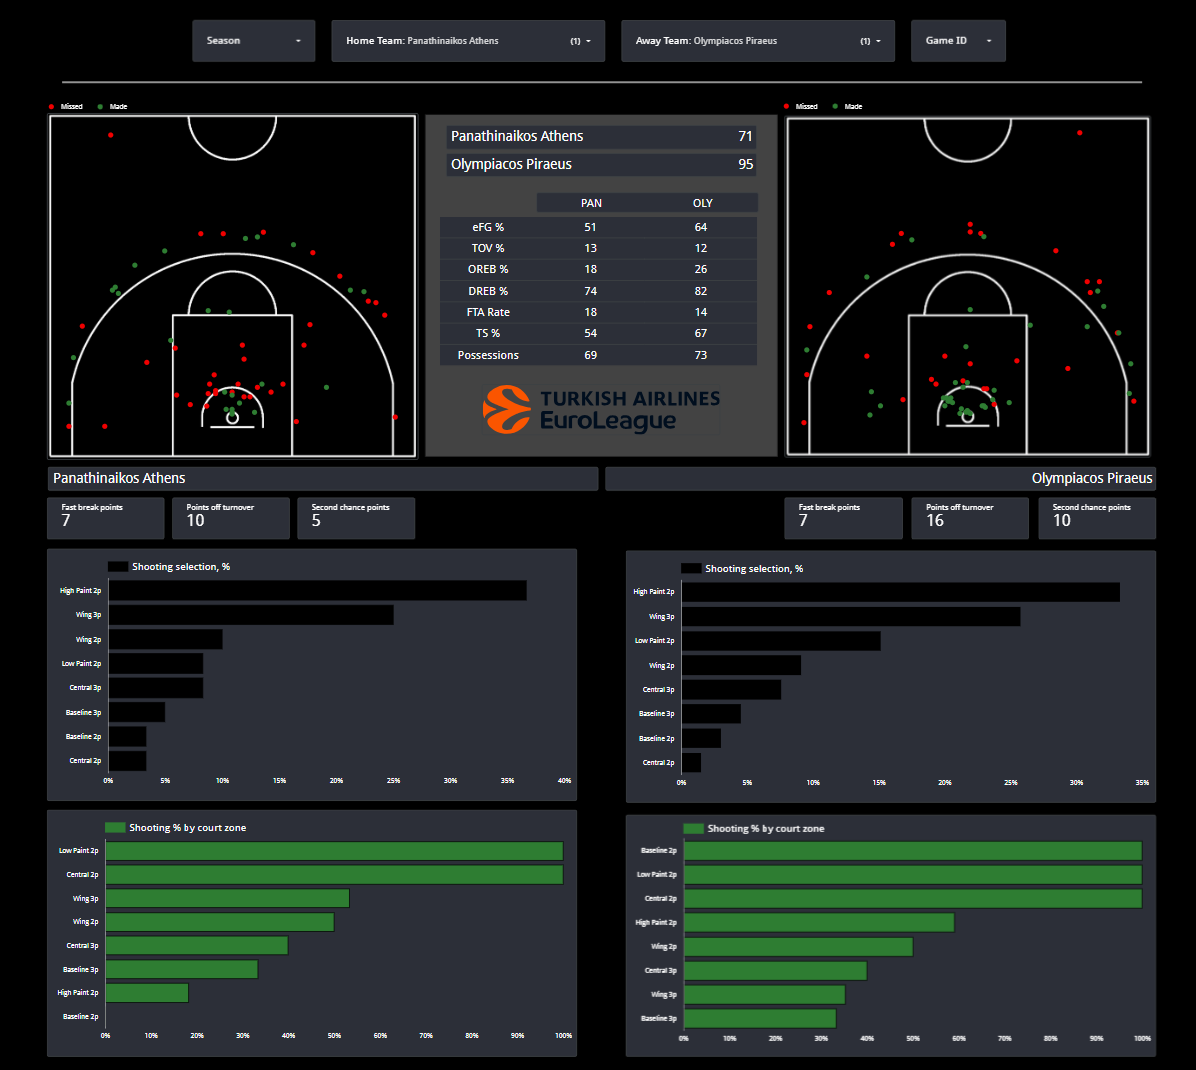 Season
Home Team: Panathinaikos Athens (1)
Away Team: Olympiacos Piraeus (1)
Game ID
Missed Made
Missed Made
Panathinaikos Athens 71
Olympiacos Piraeus 95
PAN OLY
eFG % 51 64
TOV % 13 12
OREB % 18 26
DREB % 74 82
FTA Rate 18 14
TS % 54 67
Possessions 69 73
TURKISH AIRLINES
EuroLeague
Panathinaikos Athens
Olympiacos Piraeus
Fast break points
7
Points off turnover
10
Second chance points
5
Fast break points
7
Points off turnover
16
Second chance points
10
Shooting selection, %
High Paint 2p
Wing 3p
Wing 2p
Low Paint 2p
Central 3p
Baseline 3p
Baseline 2p
Central 2p
0% 5% 10% 15% 20% 25% 30% 35% 40%
Shooting selection, %
High Paint 2p
Wing 3p
Low Paint 2p
Wing 2p
Central 3p
Baseline 3p
Baseline 2p
Central 2p
0% 5% 10% 15% 20% 25% 30% 35%
Shooting % by court zone
Low Paint 2p
Central 2p
Wing 3p
Wing 2p
Central 3p
Baseline 3p
High Paint 2p
Baseline 2p
0% 10% 20% 30% 40% 50% 60% 70% 80% 90% 100%
Shooting % by court zone
Baseline 2p
Low Paint 2p
Central 2p
High Paint 2p
Wing 2p
Central 3p
Wing 3p
Baseline 3p
0% 10% 20% 30% 40% 50% 60% 70% 80% 90% 100%